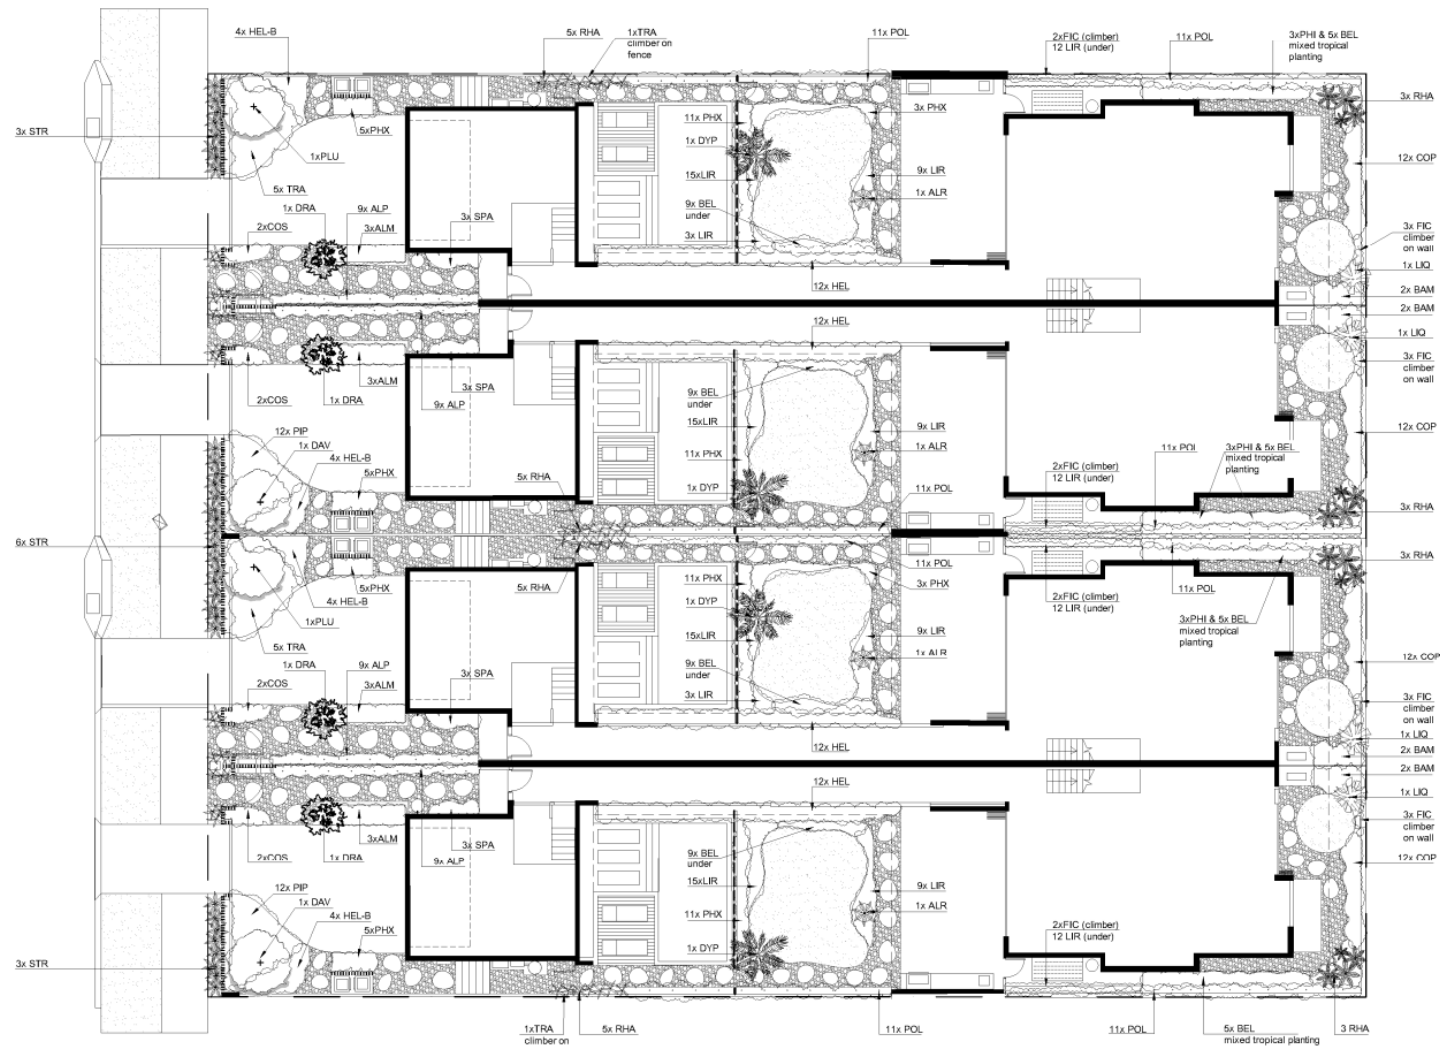 4x HEL-B
5x RHA
1xTRA
climber on
fence
11x POL
2xFIC (climber)
12 LIR (under)
11x POL
3xPHI & 5x BEL
mixed tropical
planting
3x STR
5xPHX
1xPLU
5x TRA
11x PHX
1x DYP
15xLIR
9x BEL
under
3x LIR
3x PHX
9x LIR
1x ALR
3x RHA
12x COP
1x DRA
9x ALP
2xCOS
3xALM
3x SPA
12x HEL
3x FIC
climber
on wall
1x LIQ
2x BAM
2x BAM
1x LIQ
3x FIC
climber
on wall
12x HEL
3xALM
3x SPA
2xCOS
1x DRA
9x ALP
9x BEL
under
15xLIR
9x LIR
1x ALR
11x PHX
1x DYP
12x COP
12x PIP
1x DAV
4x HEL-B
5xPHX
5x RHA
11x POL
2xFIC (climber)
12 LIR (under)
11x POL
3xPHI & 5x BEL
mixed tropical
planting
3x RHA
6x STR
5xPHX
4x HEL-B
1xPLU
5x TRA
5x RHA
11x POL
3x PHX
11x PHX
1x DYP
15xLIR
9x LIR
1x ALR
9x BEL
under
3x LIR
2xFIC (climber)
12 LIR (under)
11x POL
3xPHI & 5x BEL
mixed tropical
planting
3x RHA
12x COP
1x DRA
9x ALP
2xCOS
3xALM
3x SPA
12x HEL
3x FIC
climber
on wall
1x LIQ
2x BAM
2x BAM
1x LIQ
3x FIC
climber
on wall
12x HEL
3xALM
3x SPA
2xCOS
1x DRA
9x ALP
9x BEL
under
15xLIR
9x LIR
1x ALR
11x PHX
1x DYP
12x COP
12x PIP
1x DAV
4x HEL-B
5xPHX
2xFIC (climber)
12 LIR (under)
3x STR
1xTRA
climber on
5x RHA
11x POL
11x POL
5x BEL
mixed tropical planting
3 RHA